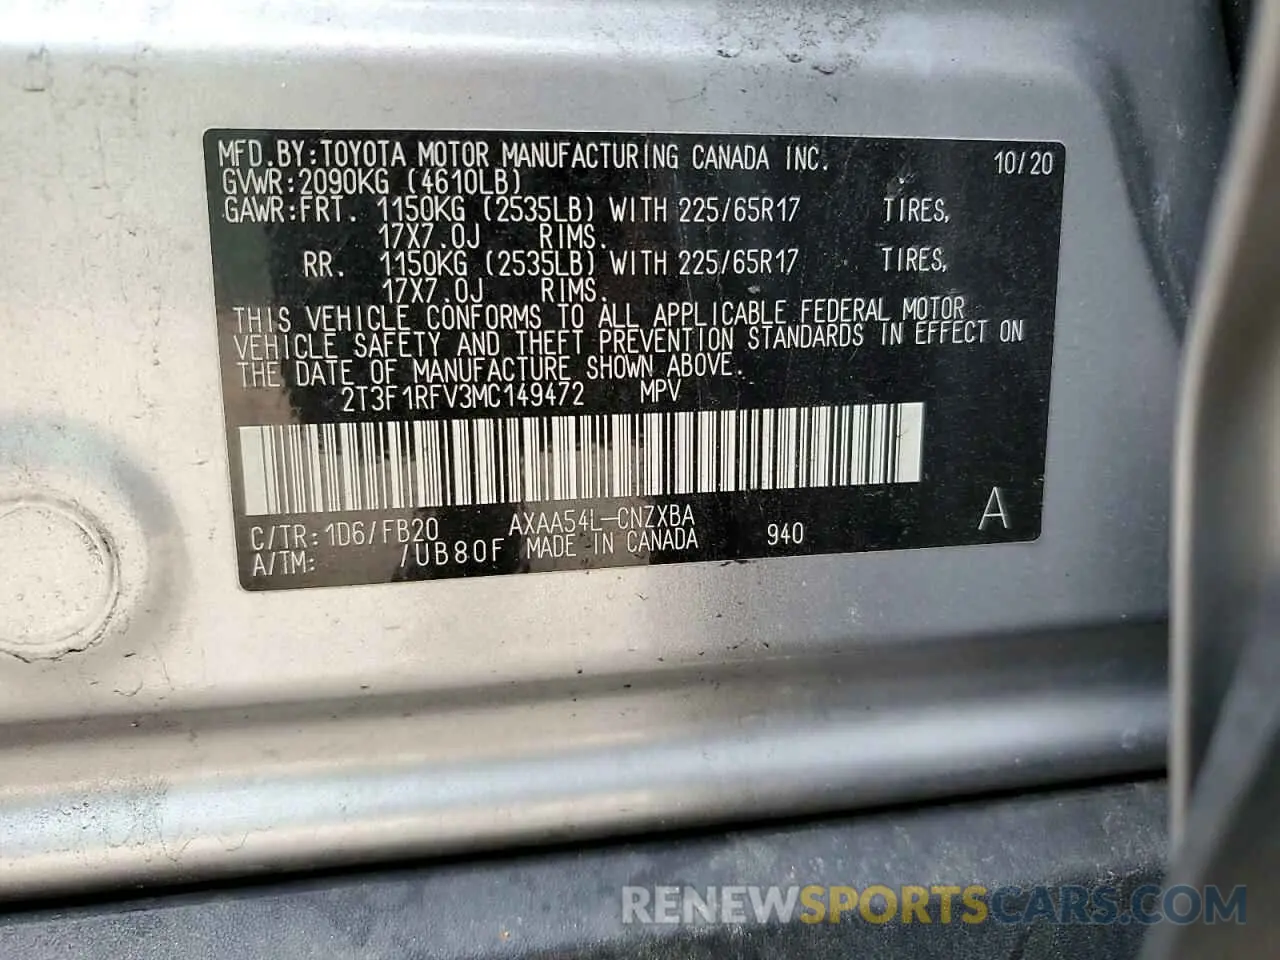 MFD.BY:TOYOTA MOTOR MANUFACTURING CANADA INC. 10/20
GVWR:2090KG (4610LB)
GAWR:FRT. 1150KG (2535LB) WITH 225/65R17 TIRES,
17X7.0J RIMS.
RR. 1150KG (2535LB) WITH 225/65R17 TIRES,
17X7.0J RIMS.
THIS VEHICLE CONFORMS TO ALL APPLICABLE FEDERAL MOTOR
VEHICLE SAFETY AND THEFT PREVENTION STANDARDS IN EFFECT ON
THE DATE OF MANUFACTURE SHOWN ABOVE.
2T3F1RFV3MC149472 MPV
C/TR:1D6/FB20 AXAA54L-CNZXBA
A/TM: /UB80F MADE IN CANADA 940 A
RENEWSPORTSCARS.COM